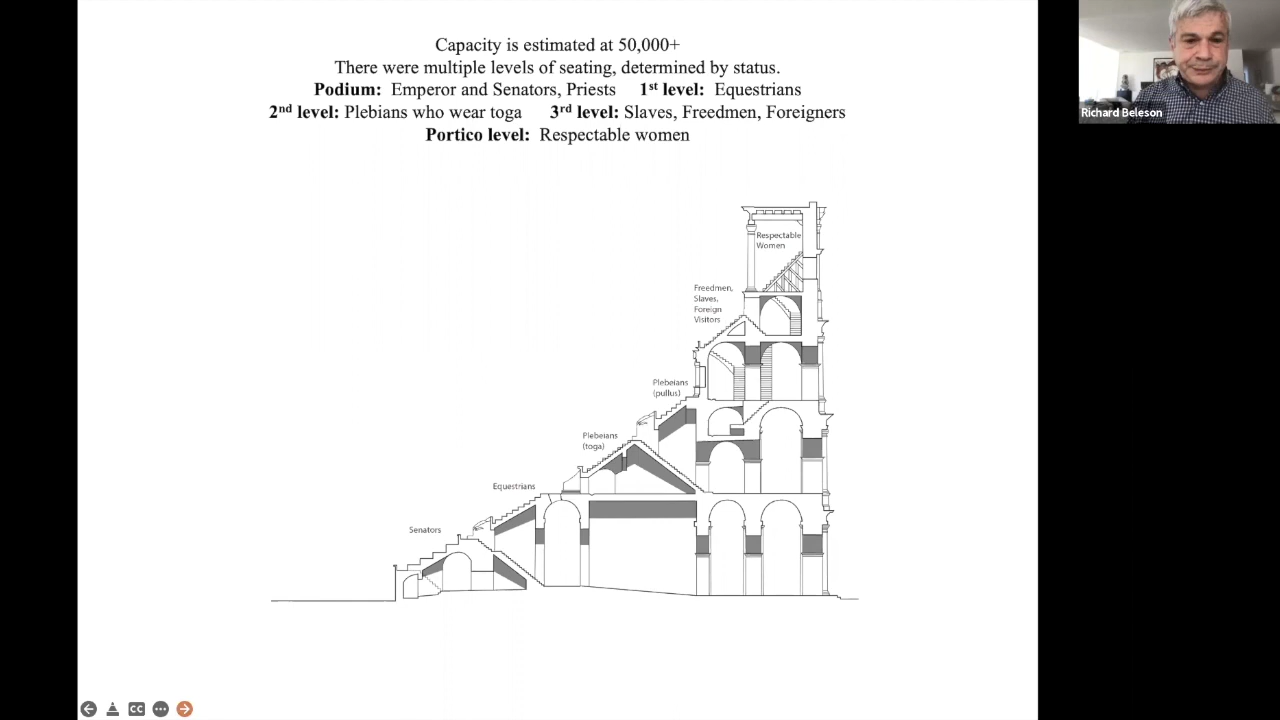 Capacity is estimated at 50,000+
There were multiple levels of seating, determined by status.
Podium: Emperor and Senators, Priests 1st level: Equestrians
2nd level: Plebians who wear toga 3rd level: Slaves, Freedmen, Foreigners
Portico level: Respectable women
Richard Beleson
Respectable
Women
Freedmen,
Slaves,
Foreign
Visitors
Plebeians
(pullus)
Plebeians
(toga)
Equestrians
Senators
CC